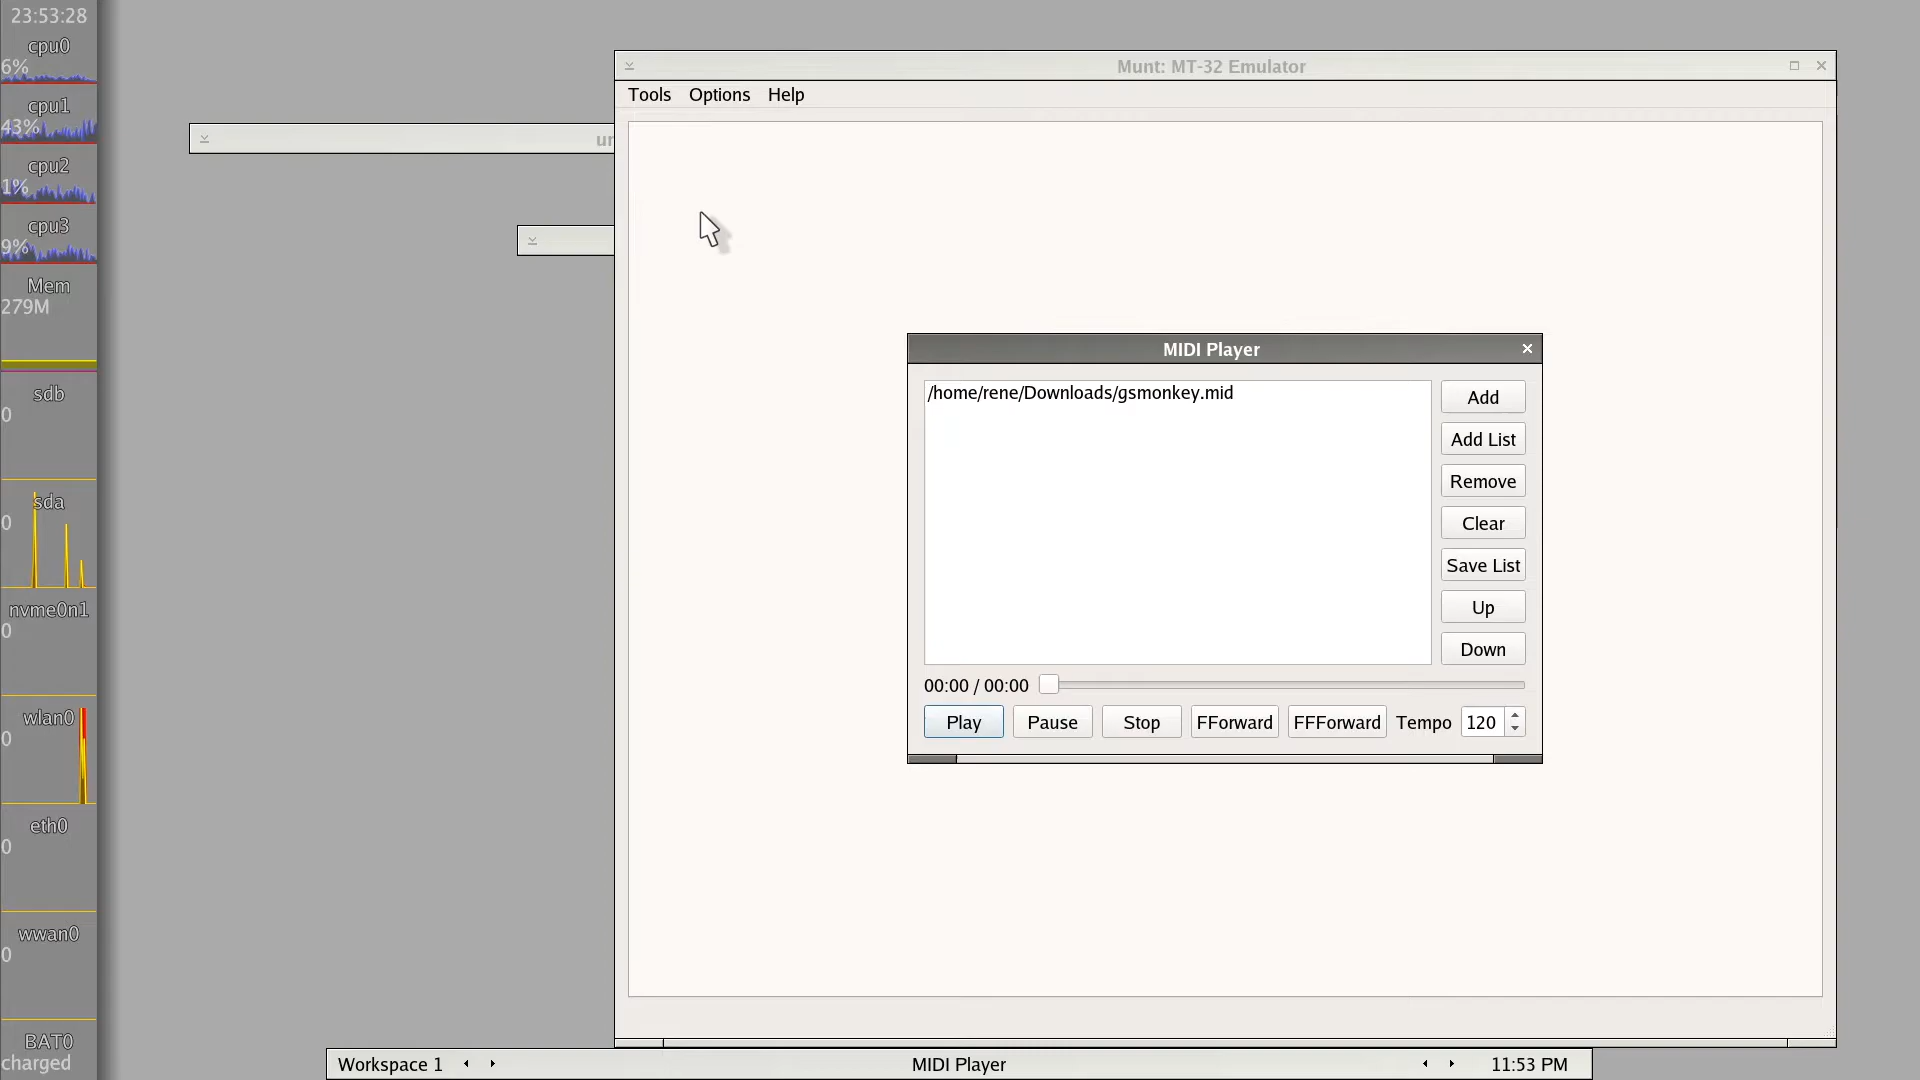 23:53:28
cpu0
6%
cpu1
43%
cpu2
1%
cpu3
9%
Mem
279M
sdb
0
sda
0
nvme0n1
0
wlan0
0
eth0
0
wwan0
0
BAT0
charged
Munt: MT-32 Emulator
Tools Options Help
MIDI Player
/home/rene/Downloads/gsmonkey.mid
Add
Add List
Remove
Clear
Save List
Up
Down
00:00 / 00:00
Play Pause Stop FForward FFForward Tempo 120
Workspace 1 MIDI Player 11:53 PM